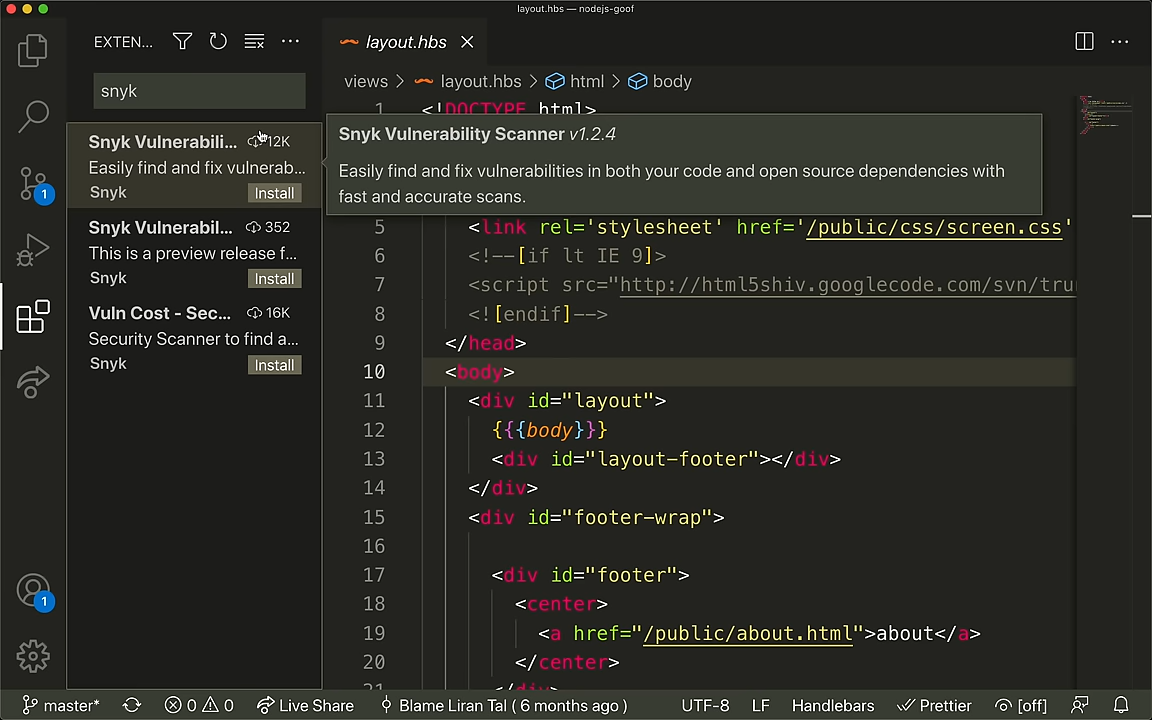 layout.hbs — nodejs-goof
EXTEN...
layout.hbs
snyk
views > layout.hbs > html > body
Snyk Vulnerabili... 12K
Easily find and fix vulnerab...
Snyk Install
Snyk Vulnerabil... 352
This is a preview release f...
Snyk Install
Vuln Cost - Sec... 16K
Security Scanner to find a...
Snyk Install
1
1
1 <!DOCTYPE html>
Snyk Vulnerability Scanner v1.2.4
Easily find and fix vulnerabilities in both your code and open source dependencies with
fast and accurate scans.
5 <link rel='stylesheet' href='/public/css/screen.css'
6 <!--[if lt IE 9]>
7 <script src="http://html5shiv.googlecode.com/svn/tru
8 <![endif]-->
9 </head>
10 <body>
11 <div id="layout">
12 {{{body}}}
13 <div id="layout-footer"></div>
14 </div>
15 <div id="footer-wrap">
16
17 <div id="footer">
18 <center>
19 <a href="/public/about.html">about</a>
20 </center>
21 </div>
master* 0 0 Live Share Blame Liran Tal ( 6 months ago ) UTF-8 LF Handlebars Prettier [off]